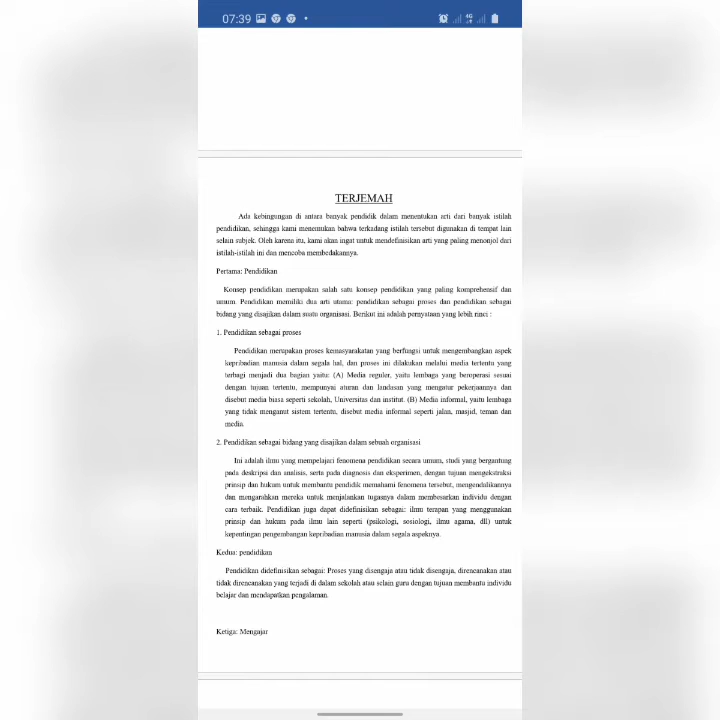 07:39
4G
TERJEMAH
Ada kebingungan di antara banyak pendidik dalam menentukan arti dari banyak istilah
pendidikan, sehingga kami menemukan bahwa terkadang istilah tersebut digunakan di tempat lain
selain subjek. Oleh karena itu, kami akan ingat untuk mendefinisikan arti yang paling menonjol dari
istilah-istilah ini dan mencoba membedakannya.
Pertama: Pendidikan
Konsep pendidikan merupakan salah satu konsep pendidikan yang paling komprehensif dan
umum. Pendidikan memiliki dua arti utama: pendidikan sebagai proses dan pendidikan sebagai
bidang yang disajikan dalam suatu organisasi. Berikut ini adalah pernyataan yang lebih rinci :
1. Pendidikan sebagai proses
Pendidikan merupakan proses kemasyarakatan yang berfungsi untuk mengembangkan aspek
kepribadian manusia dalam segala hal, dan proses ini dilakukan melalui media tertentu yang
terbagi menjadi dua bagian yaitu: (A) Media reguler, yaitu lembaga yang beroperasi sesuai
dengan tujuan tertentu, mempunyai aturan dan landasan yang mengatur pekerjaannya dan
disebut media biasa seperti sekolah, Universitas dan institut. (B) Media informal, yaitu lembaga
yang tidak menganut sistem tertentu, disebut media informal seperti jalan, masjid, teman dan
media.
2. Pendidikan sebagai bidang yang disajikan dalam sebuah organisasi
Ini adalah ilmu yang mempelajari fenomena pendidikan secara umum, studi yang bergantung
pada deskripsi dan analisis, serta pada diagnosis dan eksperimen, dengan tujuan mengekstraksi
prinsip dan hukum untuk membantu pendidik memahami fenomena tersebut, mengendalikannya
dan mengarahkan mereka untuk menjalankan tugasnya dalam membesarkan individu dengan
cara terbaik. Pendidikan juga dapat didefinisikan sebagai: ilmu terapan yang menggunakan
prinsip dan hukum pada ilmu lain seperti (psikologi, sosiologi, ilmu agama, dll) untuk
kepentingan pengembangan kepribadian manusia dalam segala aspeknya.
Kedua: pendidikan
Pendidikan didefinisikan sebagai: Proses yang disengaja atau tidak disengaja, direncanakan atau
tidak direncanakan yang terjadi di dalam sekolah atau selain guru dengan tujuan membantu individu
belajar dan mendapatkan pengalaman.
Ketiga: Mengajar